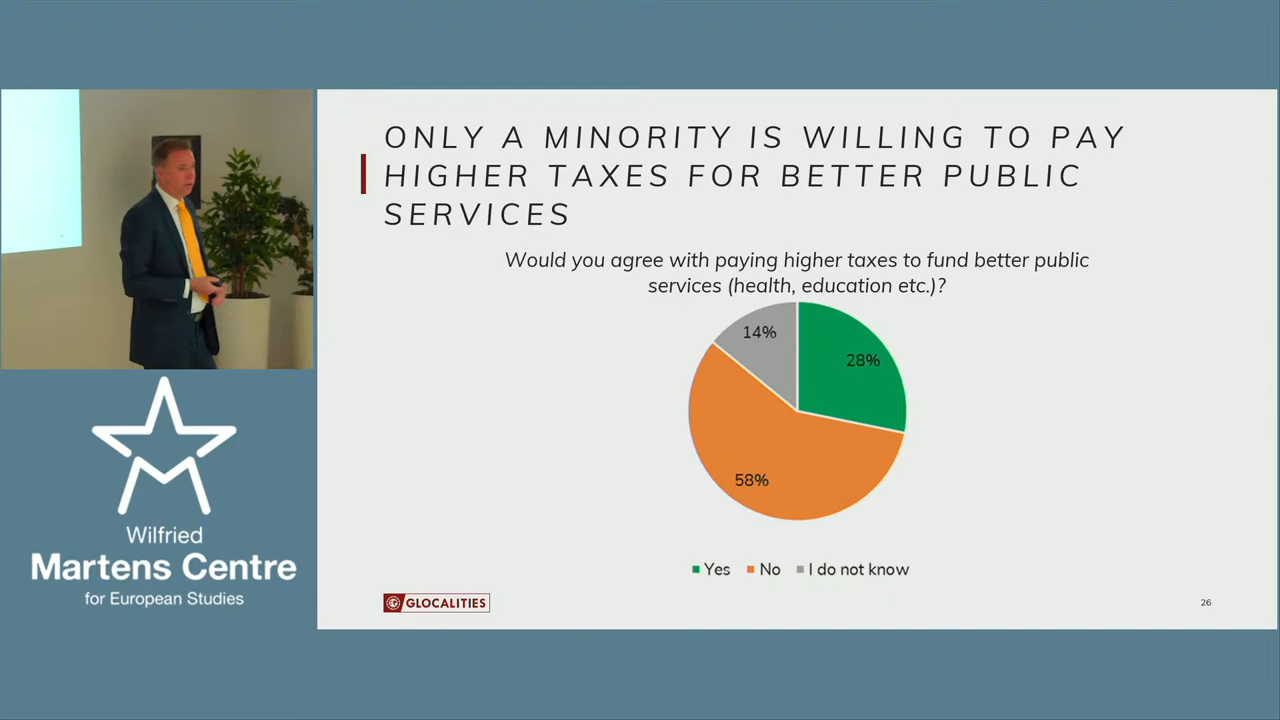 ONLY A MINORITY IS WILLING TO PAY
HIGHER TAXES FOR BETTER PUBLIC
SERVICES
Would you agree with paying higher taxes to fund better public
services (health, education etc.)?
14%
28%
58%
Yes No I do not know
GLOCALITIES
26
Wilfried
Martens Centre
for European Studies